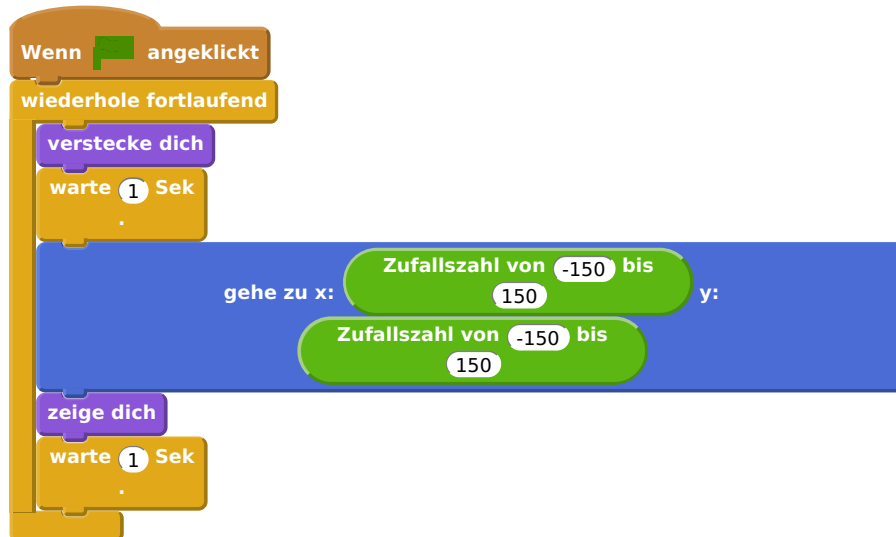 Wenn angeklickt
wiederhole fortlaufend
verstecke dich
warte 1 Sek
.
gehe zu x: Zufallszahl von -150 bis 150 y:
Zufallszahl von -150 bis
150
zeige dich
warte 1 Sek
.